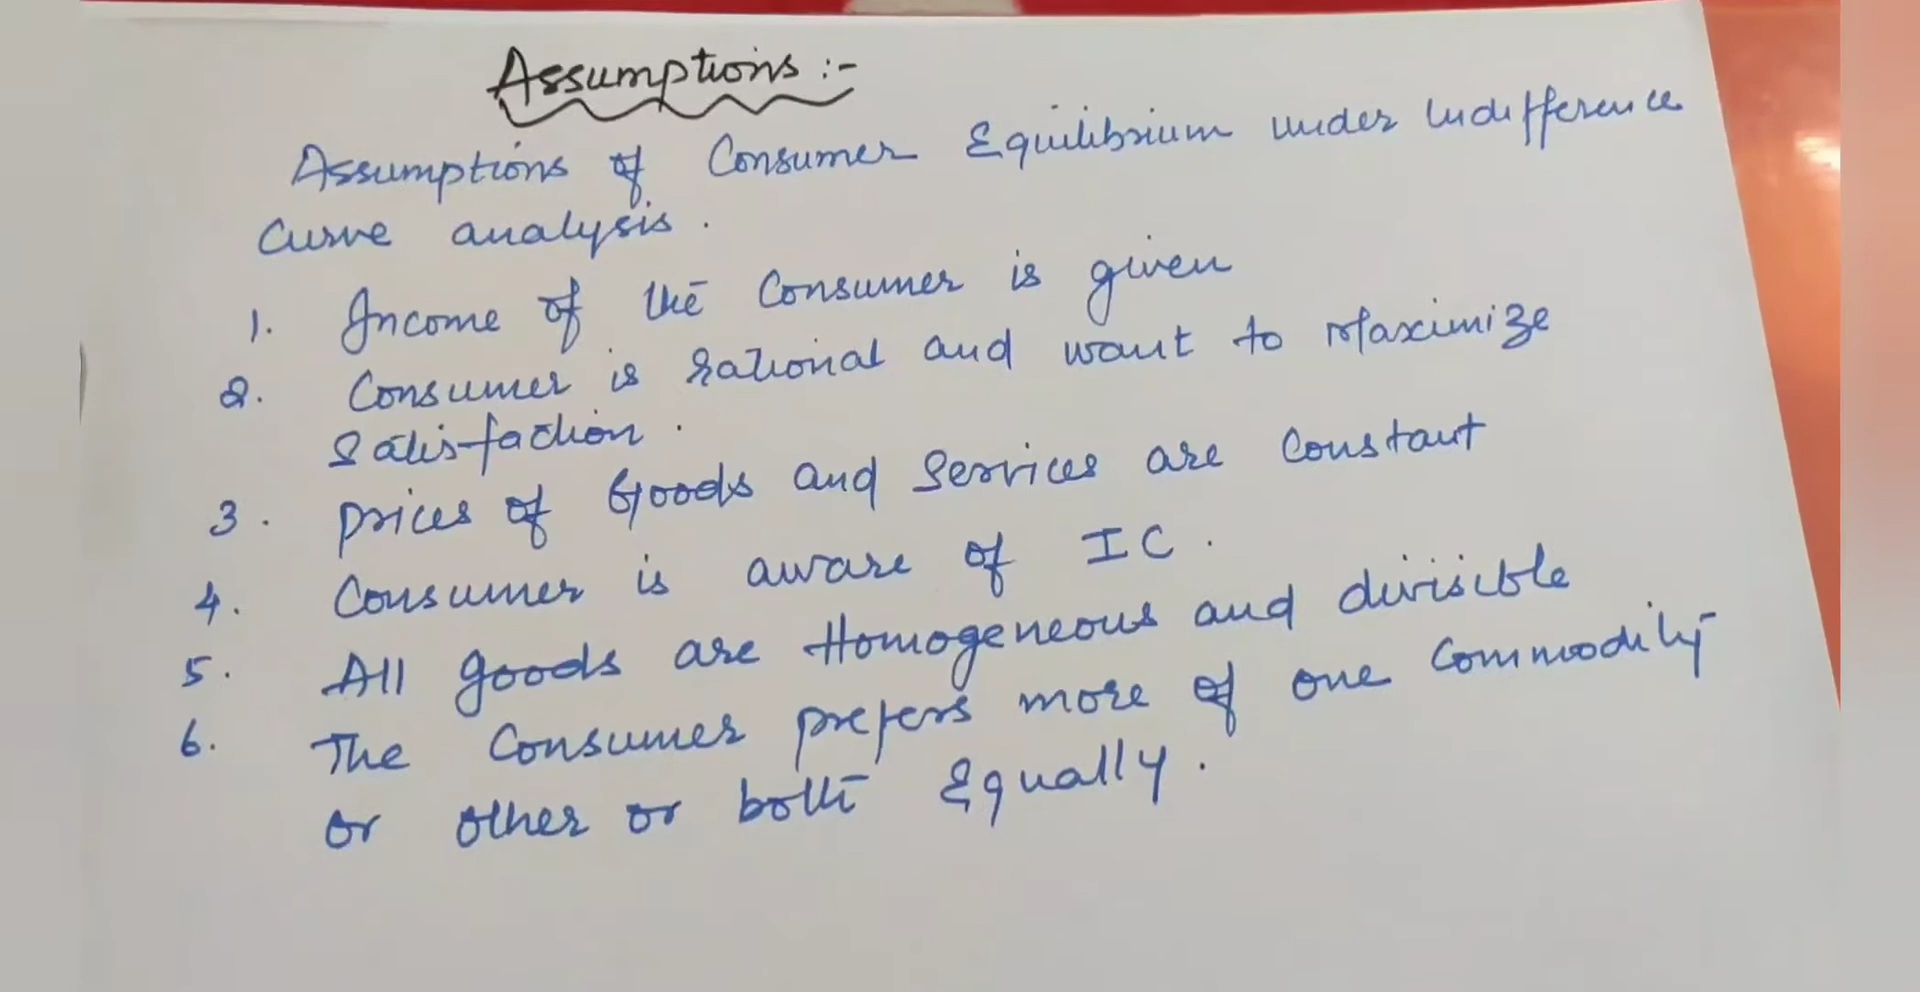 Assumptions :-
Assumptions of Consumer Equilibrium under Indifference
Curve analysis.
1. Income of the Consumer is given
2. Consumer is rational and want to Maximize
Satisfaction.
3. prices of Goods and Services are Constant
4. Consumer is aware of IC.
5. All goods are Homogeneous and divisible
6. The Consumer prefers more of one Commodity
or other or both Equally.